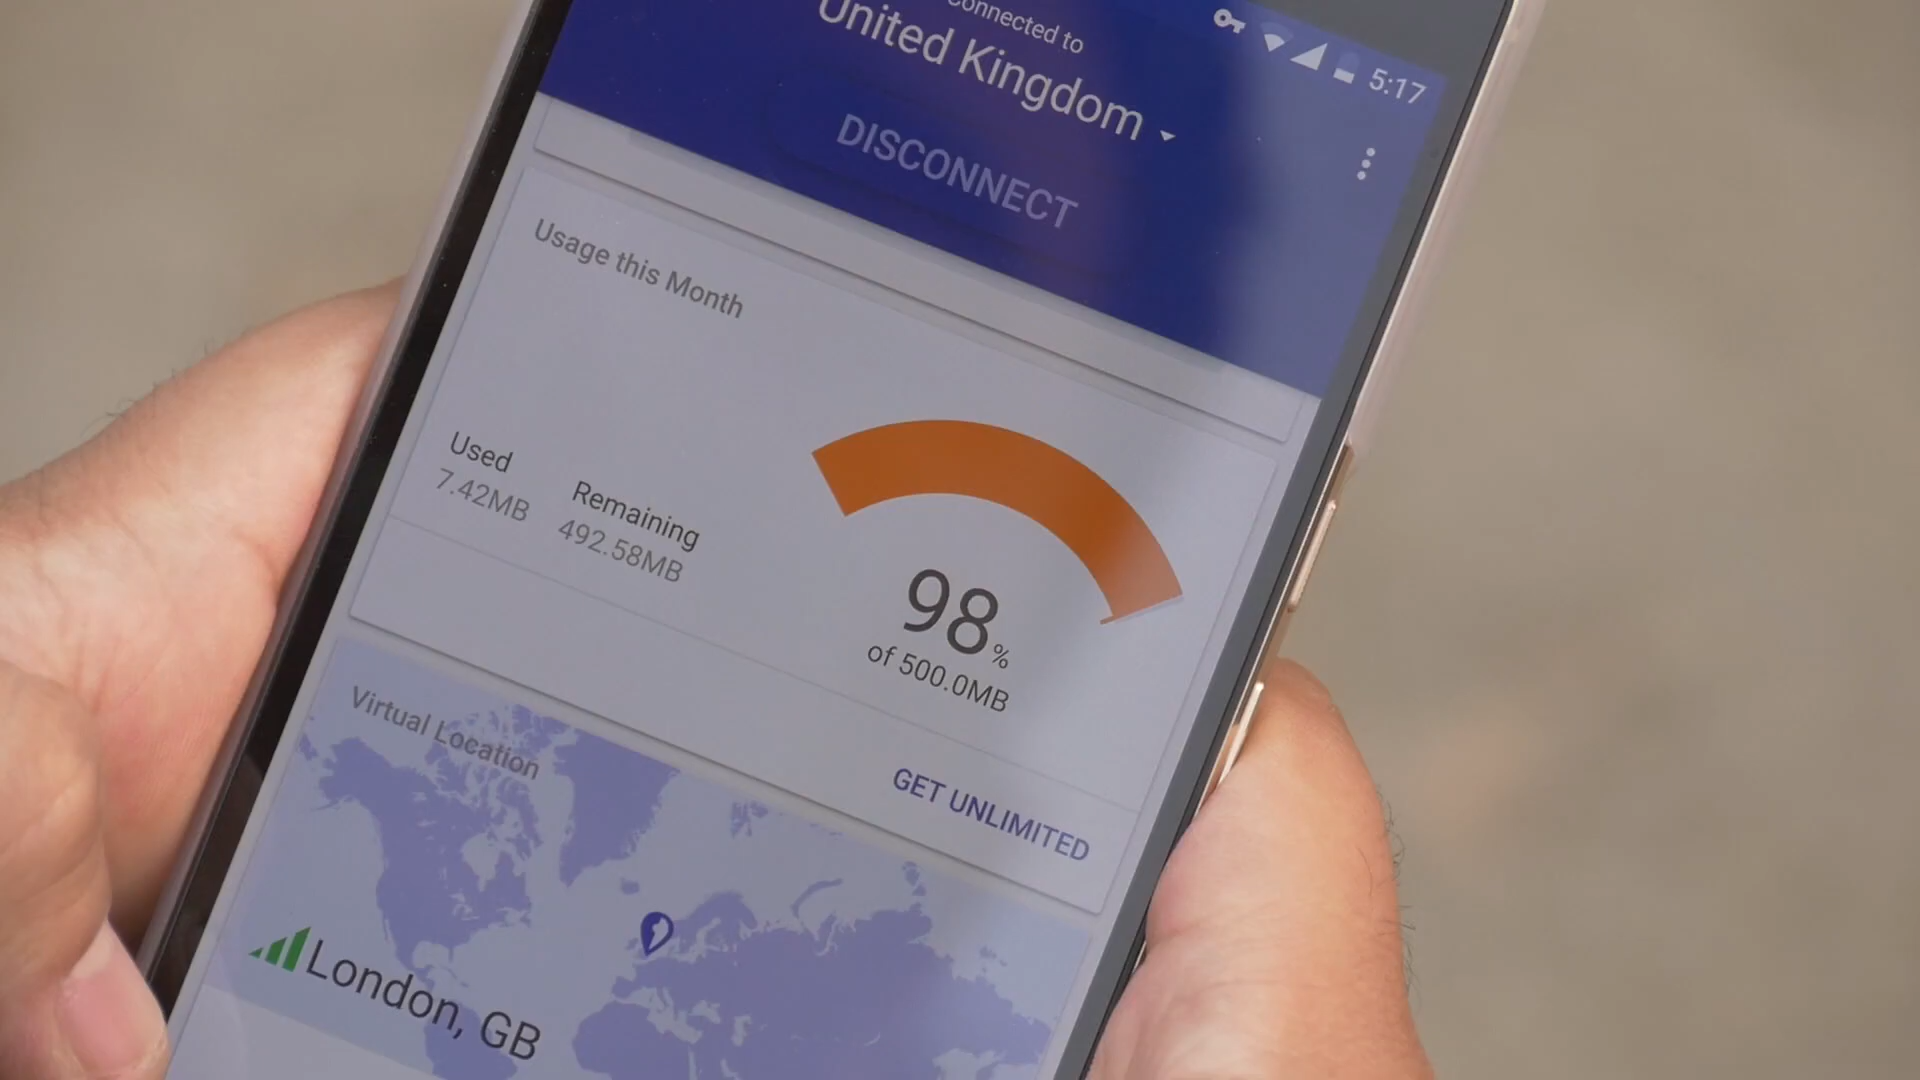 5:17
Connected to
United Kingdom
DISCONNECT
Usage this Month
Used
7.42MB
Remaining
492.58MB
98%
of 500.0MB
GET UNLIMITED
Virtual Location
London, GB